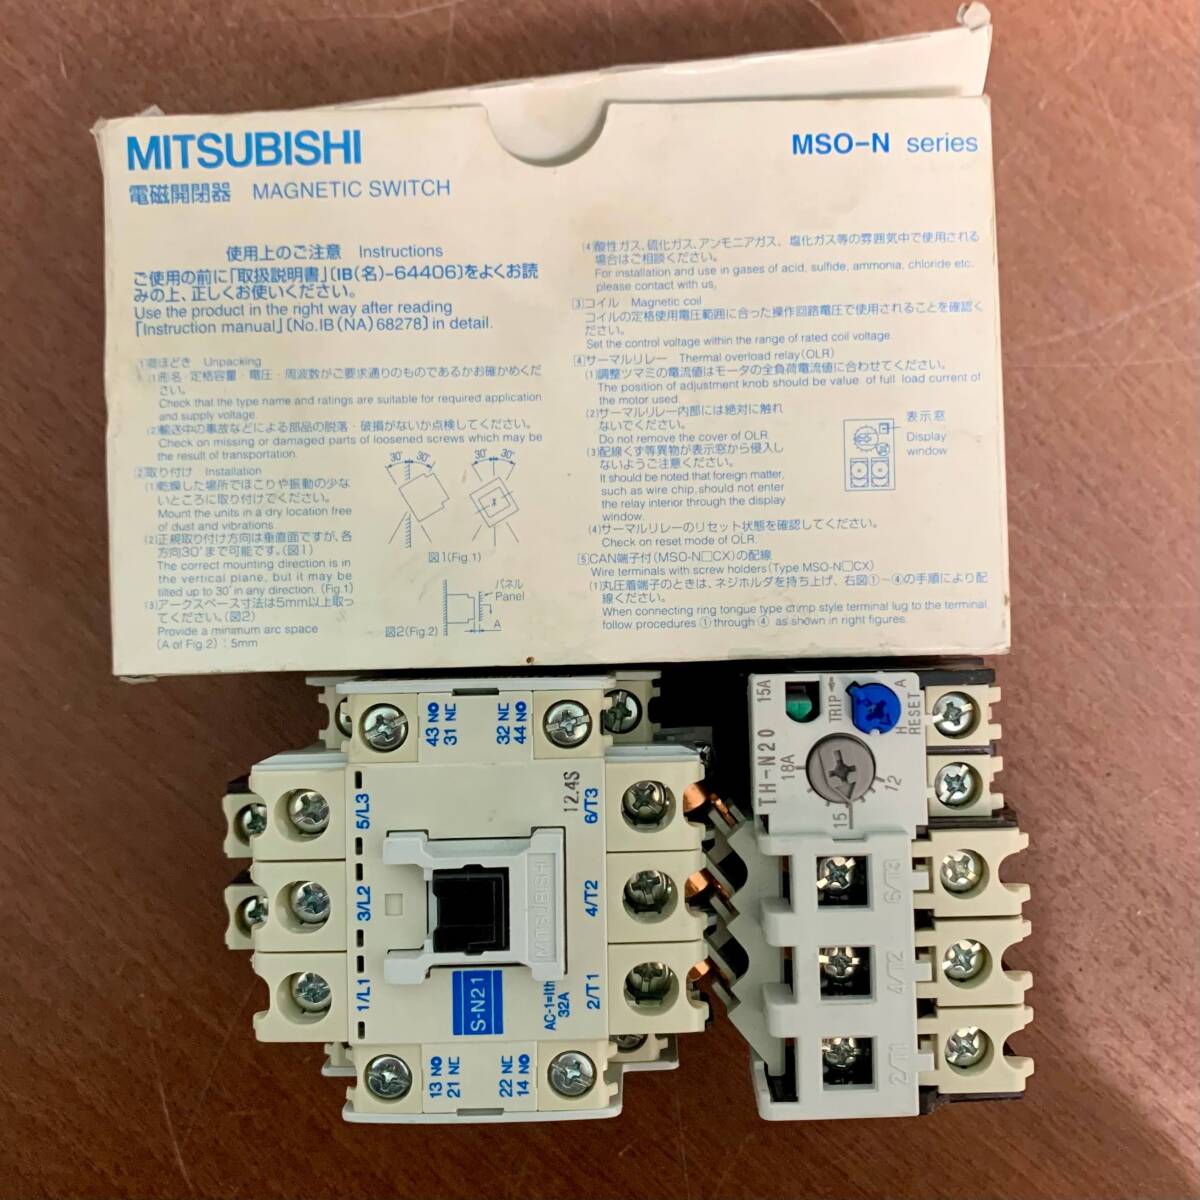 MITSUBISHI
MSO-N series
電磁開閉器 MAGNETIC SWITCH
使用上のご注意 Instructions
ご使用の前に「取扱説明書」〔IB(名)-64406〕をよくお読
みの上、正しくお使いください。
Use the product in the right way after reading
「Instruction manual」〔No.IB(NA)68278〕in detail.
1荷ほどき Unpacking
(1)形名・定格容量・電圧・周波数がご要求通りのものであるかお確かめくだ
さい。
Check that the type name and ratings are suitable for required application
and supply voltage.
(2)輸送中の事故などによる部品の脱落・破損がないか点検してください。
Check on missing or damaged parts of loosened screws which may be
the result of transportation.
2取り付け Installation
(1)乾燥した場所でほこりや振動の少な
いところに取り付けてください。
Mount the units in a dry location free
of dust and vibrations.
(2)正規取り付け方向は垂直面ですが、各
方向30°まで可能です。(図1)
The correct mounting direction is in
the vertical plane, but it may be
tilted up to 30° in any direction. (Fig.1)
(3)アークスペース寸法は5mm以上取っ
てください。(図2)
Provide a minimum arc space
(A of Fig.2) : 5mm
30° 30° 30° 30°
図1(Fig.1)
パネル
Panel
A
図2(Fig.2)
(4)酸性ガス、硫化ガス、アンモニアガス、塩化ガス等の雰囲気中で使用される
場合はご相談ください。
For installation and use in gases of acid, sulfide, ammonia, chloride etc.
please contact with us.
3コイル Magnetic coil
コイルの定格使用電圧範囲に合った操作回路電圧で使用されることを確認く
ださい。
Set the control voltage within the range of rated coil voltage.
4サーマルリレー Thermal overload relay(OLR)
(1)調整ツマミの電流値はモータの全負荷電流値に合わせてください。
The position of adjustment knob should be value of full load current of
the motor used.
(2)サーマルリレー内部には絶対に触れ
ないでください。
Do not remove the cover of OLR.
(3)配線くず等異物が表示窓から侵入し
ないようご注意ください。
It should be noted that foreign matter,
such as wire chip,should not enter
the relay interior through the display
window.
表示窓
Display
window
(4)サーマルリレーのリセット状態を確認してください。
Check on reset mode of OLR.
5CAN端子付(MSO-N□CX)の配線
Wire terminals with screw holders(Type MSO-N□CX)
(1)丸圧着端子のときは、ネジホルダを持ち上げ、右図①~④の手順により配
線ください。
When connecting ring tongue type crimp style terminal lug to the terminal,
follow procedures ① through ④ as shown in right figures.
43 NO
31 NC
32 NC
44 NO
12.4S
5/L3
3/L2
1/L1
6/T3
4/T2
2/T1
MITSUBISHI
S-N21
AC-1=Ith
32A
13 NO
21 NC
22 NC
14 NO
TH-N20 15A
TRIP
A
H
RESET
18A
12
15
6/T3
4/T2
2/T1